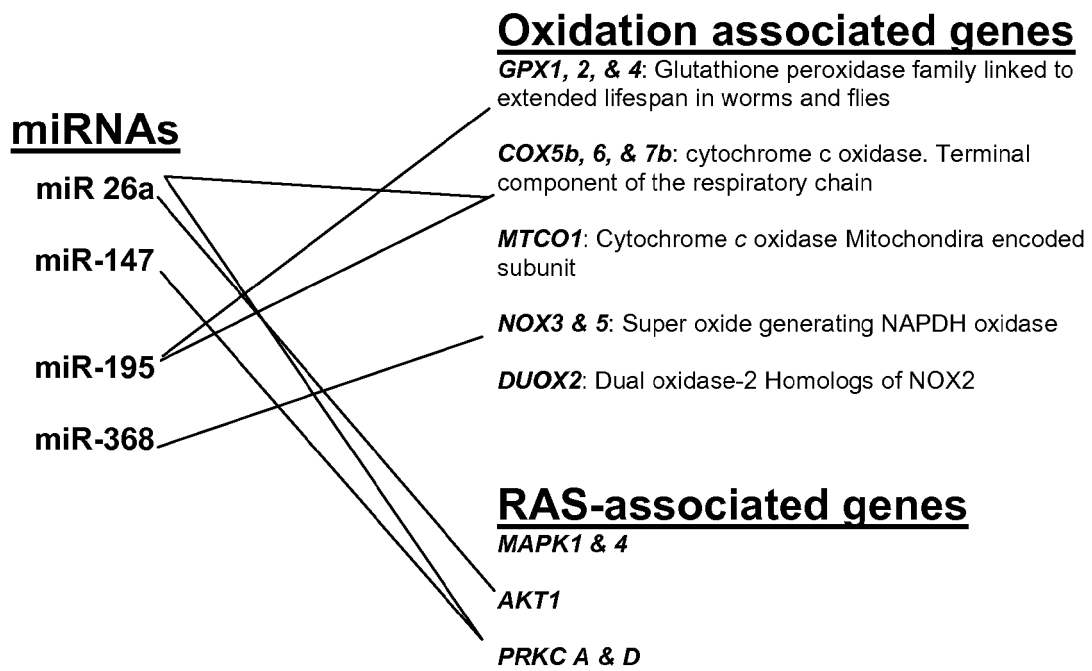 miRNAs
miR 26a
miR-147
miR-195
miR-368
Oxidation associated genes
GPX1, 2, & 4: Glutathione peroxidase family linked to
extended lifespan in worms and flies
COX5b, 6, & 7b: cytochrome c oxidase. Terminal
component of the respiratory chain
MTCO1: Cytochrome c oxidase Mitochondira encoded
subunit
NOX3 & 5: Super oxide generating NAPDH oxidase
DUOX2: Dual oxidase-2 Homologs of NOX2
RAS-associated genes
MAPK1 & 4
AKT1
PRKC A & D